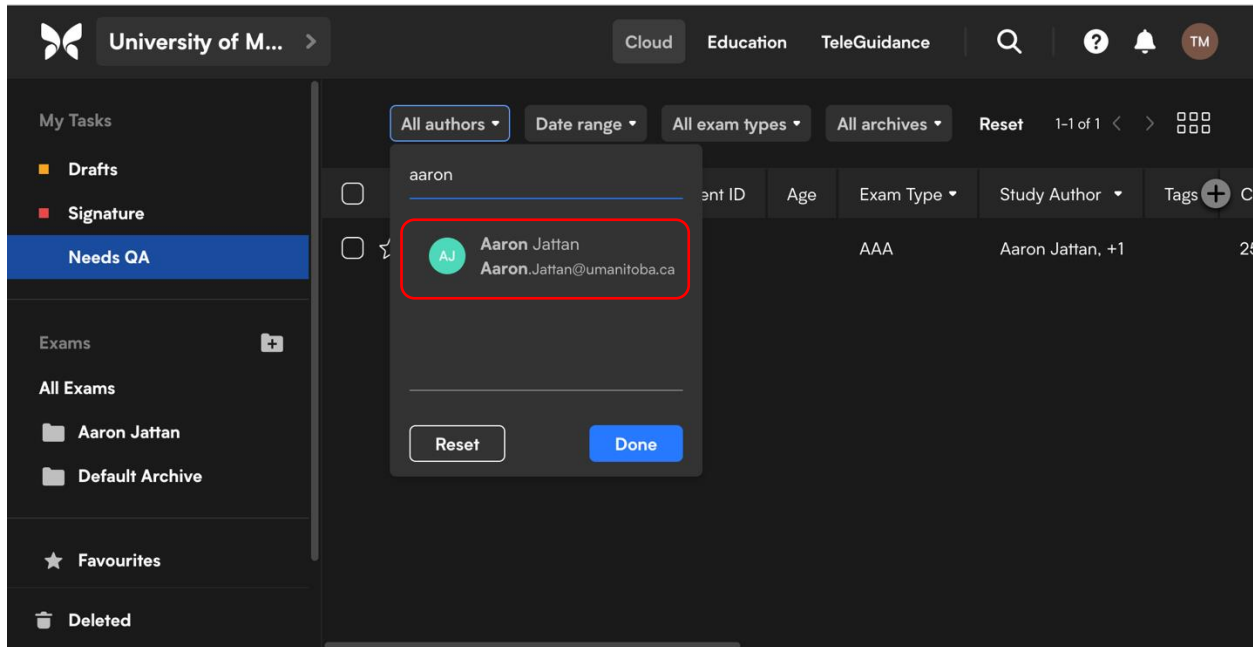 University of M... >
Cloud Education TeleGuidance ? TM
My Tasks
Drafts
Signature
Needs QA
Exams
All Exams
Aaron Jattan
Default Archive
Favourites
Deleted
All authors Date range All exam types All archives Reset 1-1 of 1 < >
aaron
AJ Aaron Jattan
Aaron.Jattan@umanitoba.ca
Reset Done
ent ID Age Exam Type Study Author Tags + C
AAA Aaron Jattan, +1 25